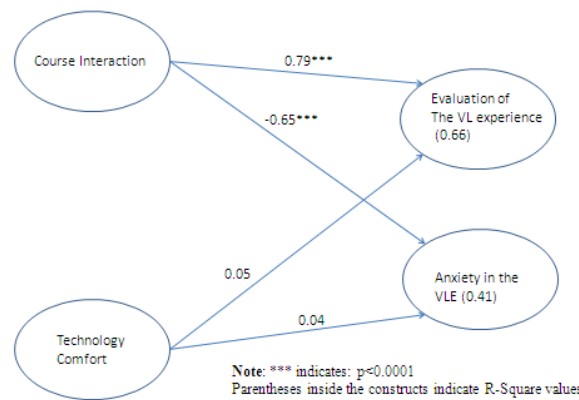 Course Interaction
0.79***
Evaluation of
The VL experience
(0.66)
-0.65***
0.05
Anxiety in the
VLE (0.41)
0.04
Technology
Comfort
Note: *** indicates: p<0.0001
Parentheses inside the constructs indicate R-Square values